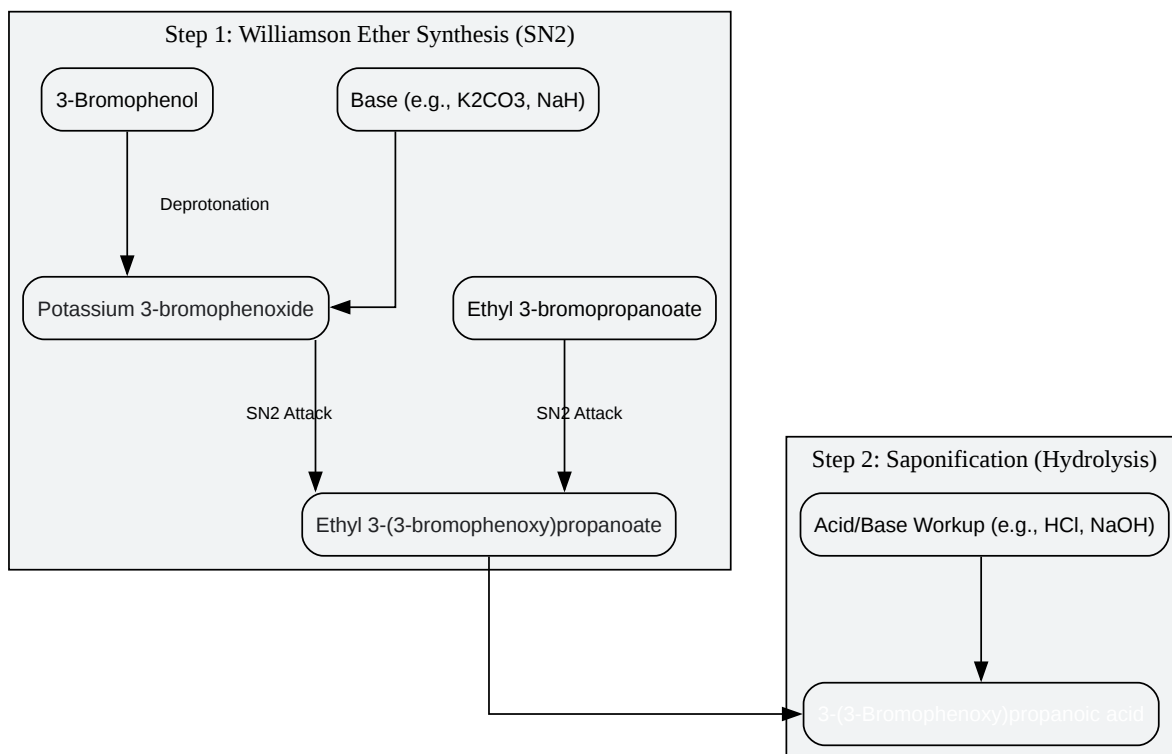 Step 1: Williamson Ether Synthesis (SN2)
3-Bromophenol
Base (e.g., K2CO3, NaH)
Deprotonation
Potassium 3-bromophenoxide
Ethyl 3-bromopropanoate
SN2 Attack
SN2 Attack
Ethyl 3-(3-bromophenoxy)propanoate
Step 2: Saponification (Hydrolysis)
Acid/Base Workup (e.g., HCl, NaOH)
3-(3-Bromophenoxy)propanoic acid